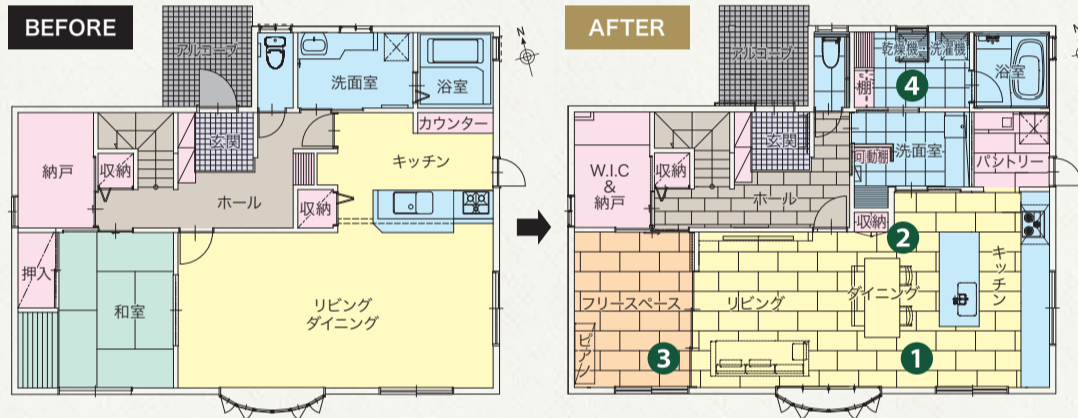 BEFORE
アルコーブ
N
洗面室
浴室
カウンター
玄関
納戸
収納
キッチン
ホール
収納
押入
和室
リビング
ダイニング
AFTER
アルコーブ
N
乾燥機
洗濯機
浴室
棚
4
玄関
洗面室
可動棚
パントリー
W.I.C
&
納戸
収納
ホール
収納
2
キッチン
フリースペース
リビング
ダイニング
ピアノ
3
1